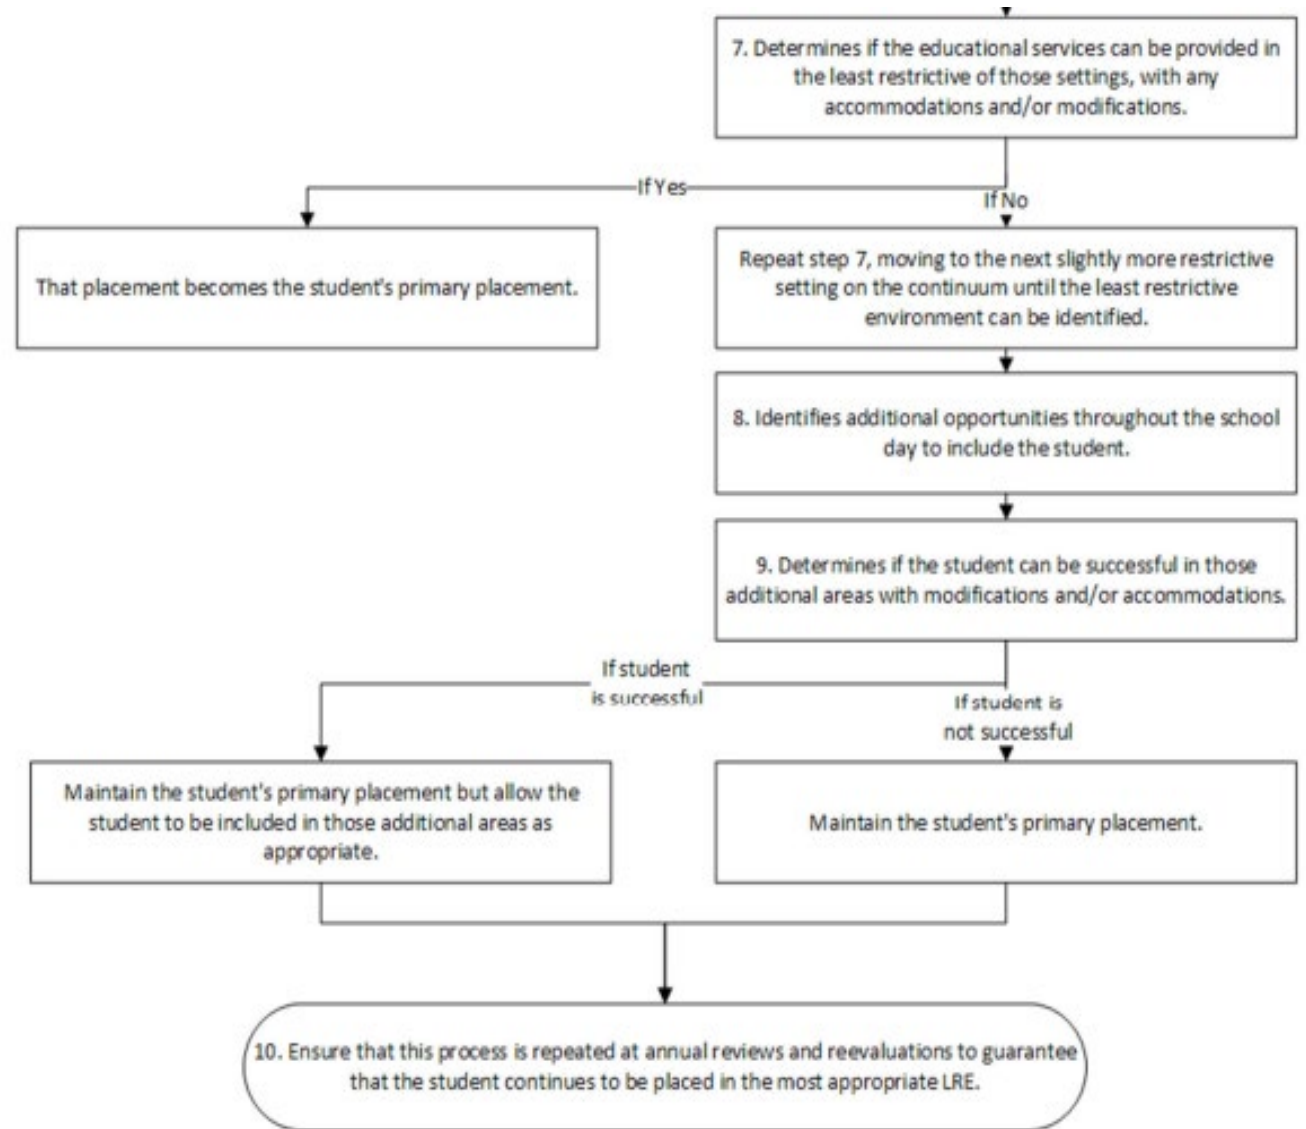 7. Determines if the educational services can be provided in
the least restrictive of those settings, with any
accommodations and/or modifications.
If Yes
If No
That placement becomes the student's primary placement.
Repeat step 7, moving to the next slightly more restrictive
setting on the continuum until the least restrictive
environment can be identified.
8. Identifies additional opportunities throughout the school
day to include the student.
9. Determines if the student can be successful in those
additional areas with modifications and/or accommodations.
If student
is successful
If student is
not successful
Maintain the student's primary placement but allow the
student to be included in those additional areas as
appropriate.
Maintain the student's primary placement.
10. Ensure that this process is repeated at annual reviews and reevaluations to guarantee
that the student continues to be placed in the most appropriate LRE.